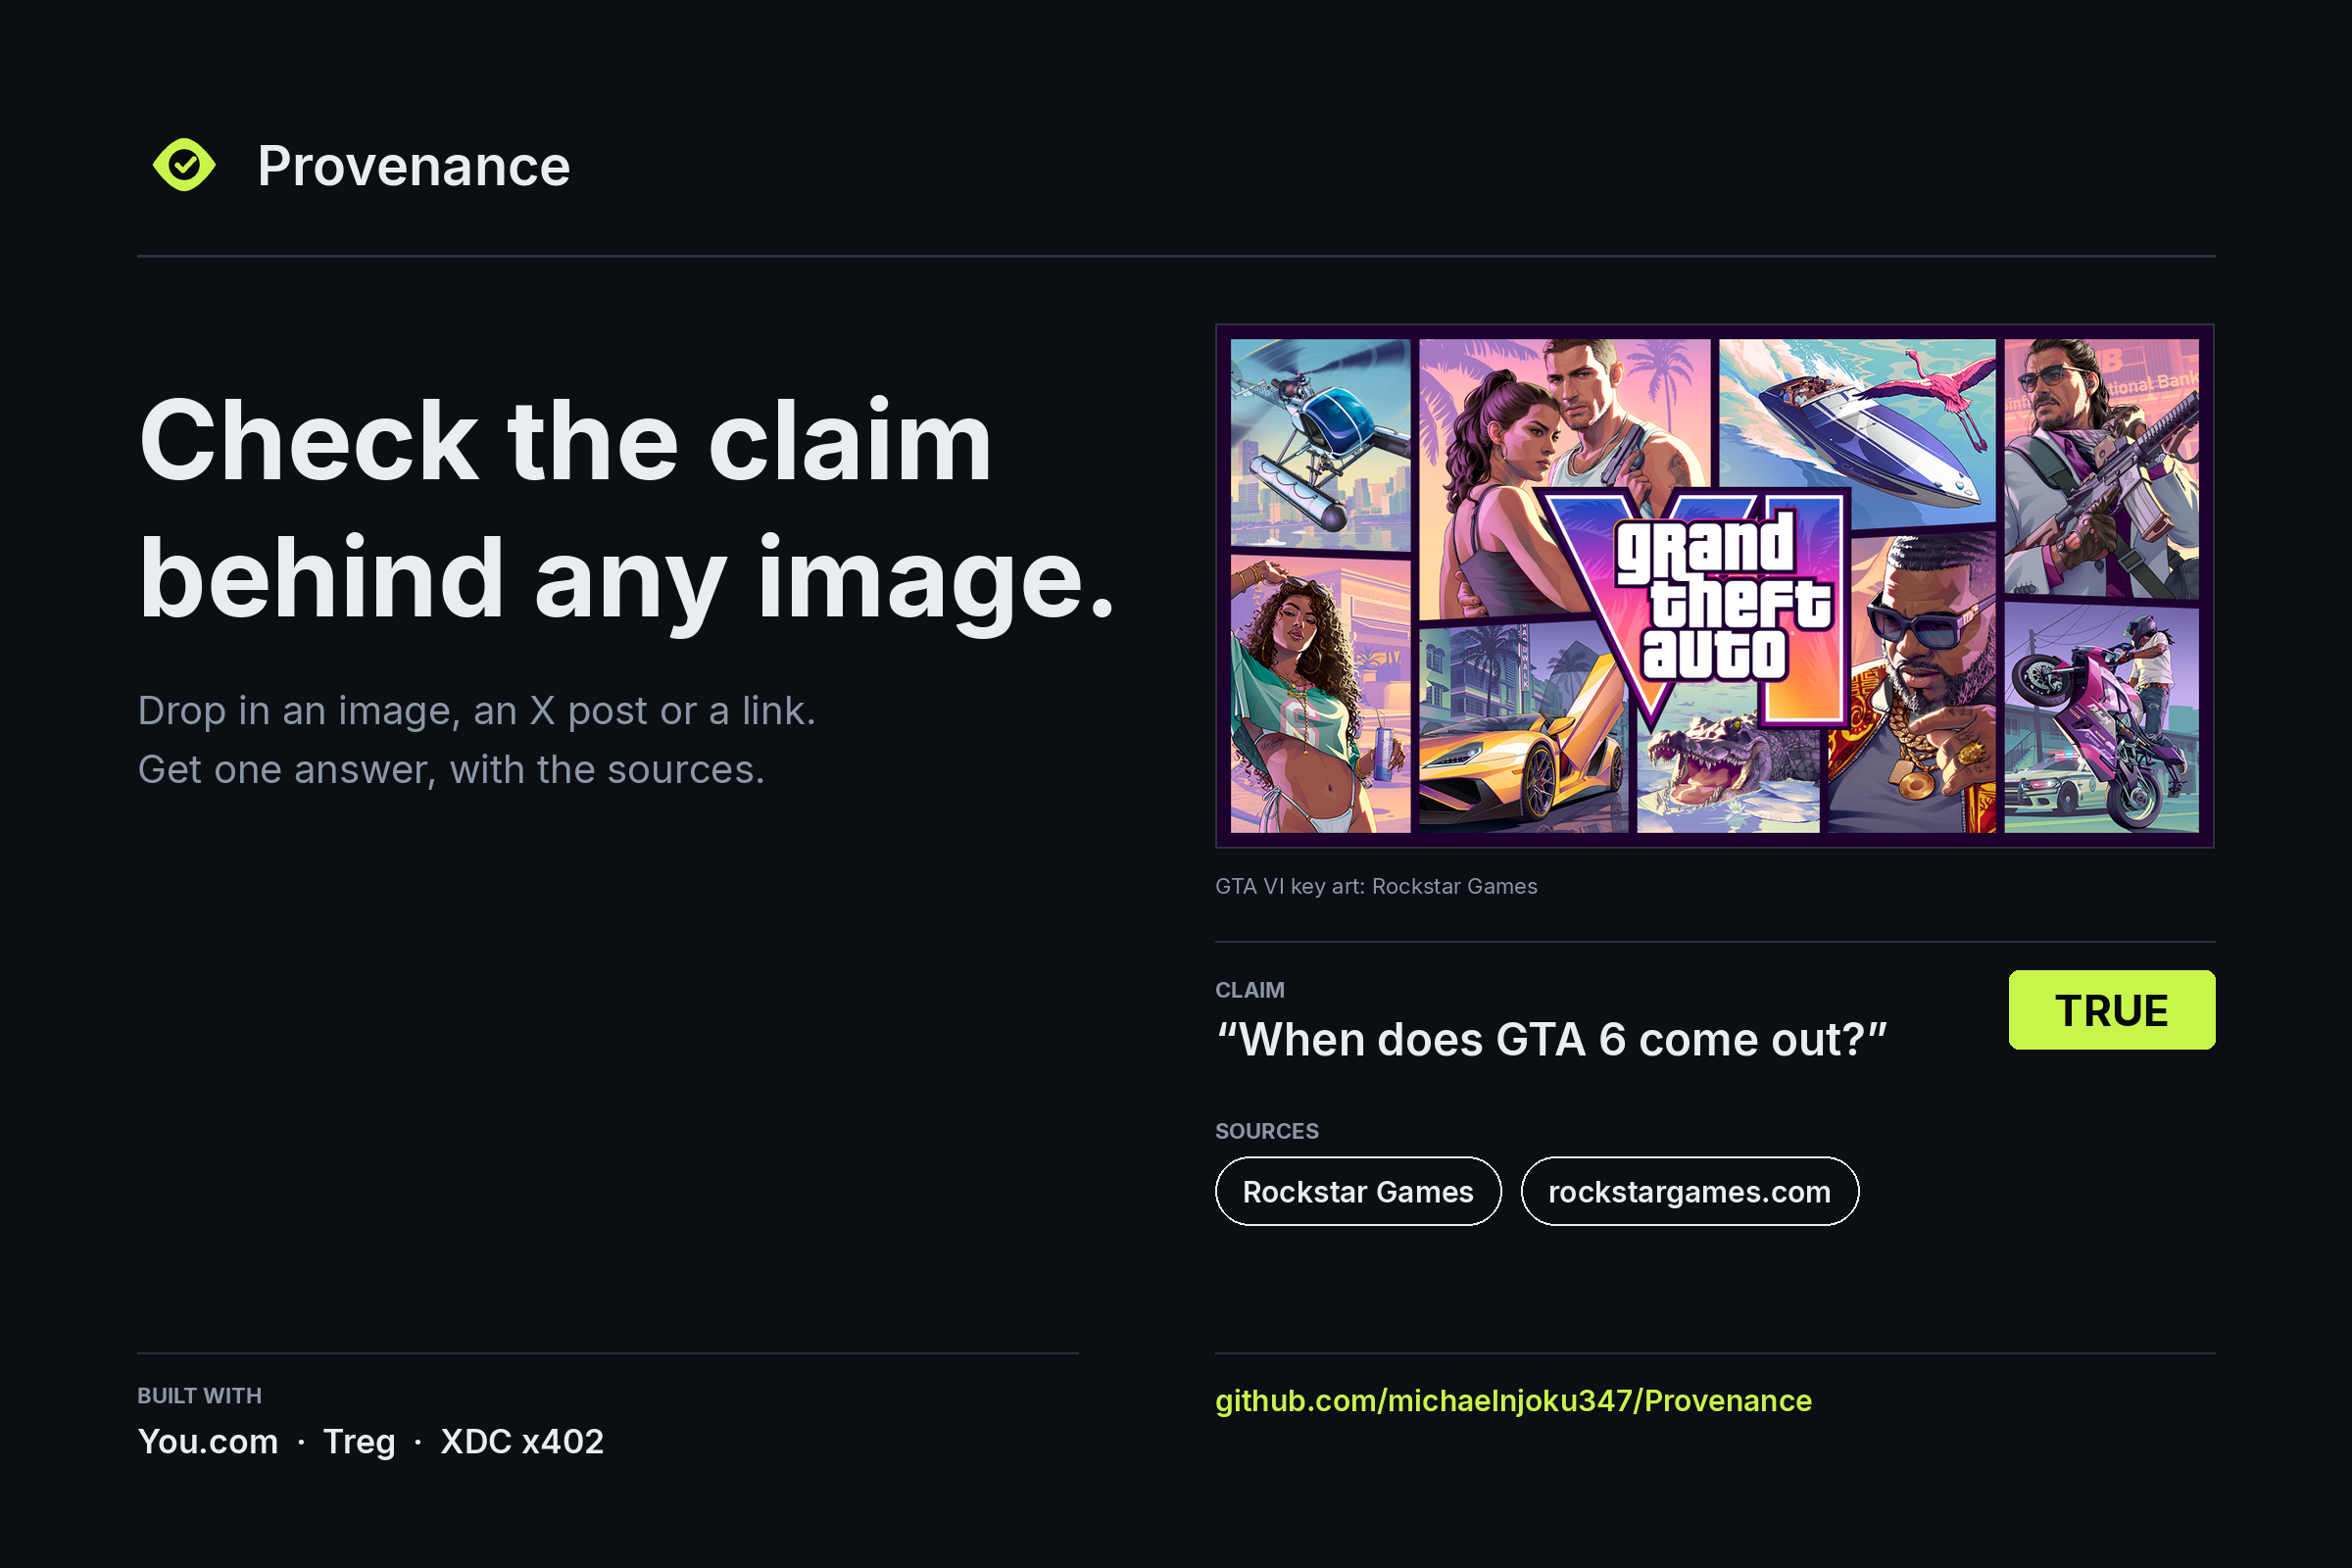 Provenance
Check the claim
behind any image.
Drop in an image, an X post or a link.
Get one answer, with the sources.
grand
theft
auto
VI
GTA VI key art: Rockstar Games
CLAIM
“When does GTA 6 come out?”
TRUE
SOURCES
Rockstar Games
rockstargames.com
BUILT WITH
You.com · Treg · XDC x402
github.com/michaelnjoku347/Provenance